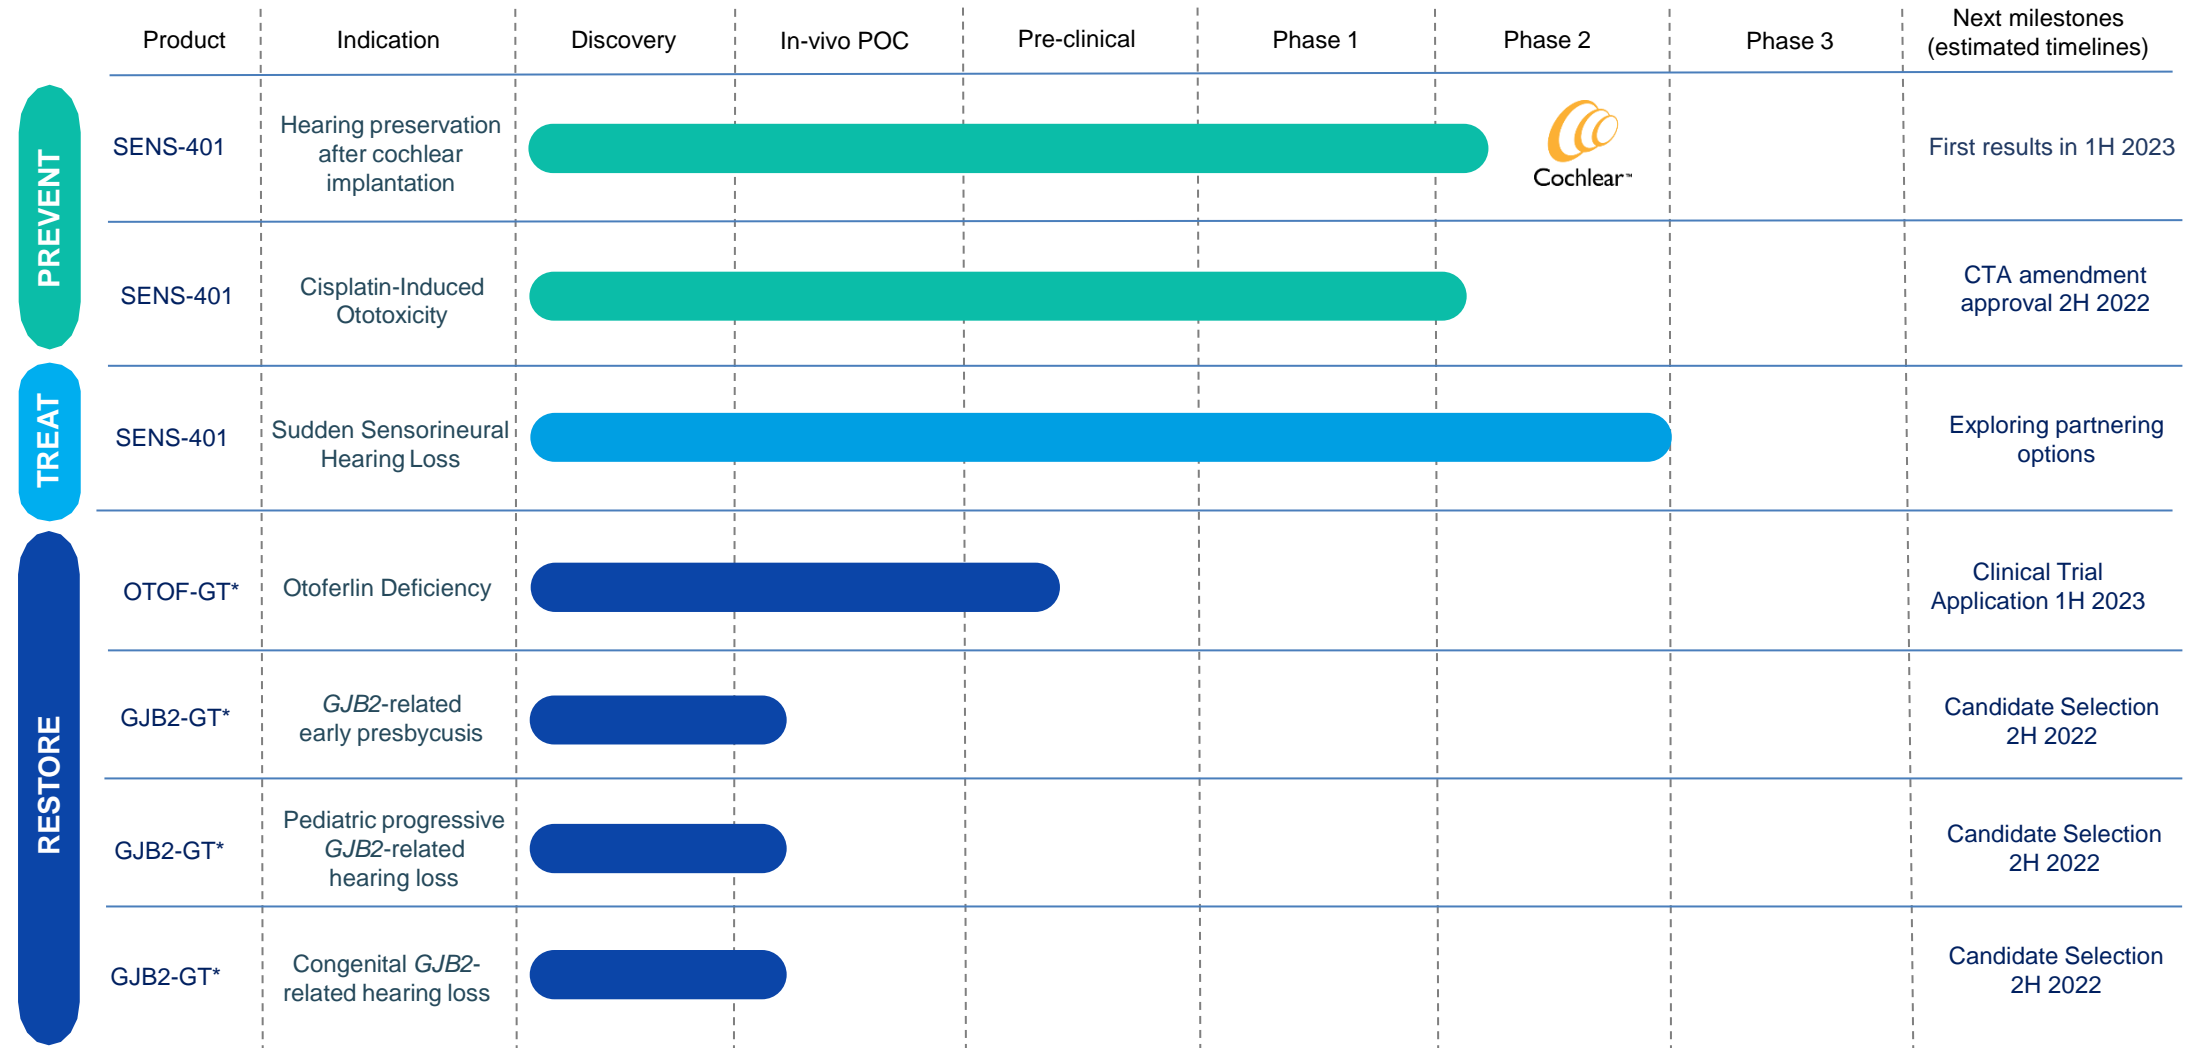 Product
Indication
Discovery
In-vivo POC
Pre-clinical
Phase 1
Phase 2
Phase 3
Next milestones
(estimated timelines)
PREVENT
SENS-401
Hearing preservation
after cochlear
implantation
Cochlear™
First results in 1H 2023
SENS-401
Cisplatin-Induced
Ototoxicity
CTA amendment
approval 2H 2022
TREAT
SENS-401
Sudden Sensorineural
Hearing Loss
Exploring partnering
options
RESTORE
OTOF-GT*
Otoferlin Deficiency
Clinical Trial
Application 1H 2023
GJB2-GT*
GJB2-related
early presbycusis
Candidate Selection
2H 2022
GJB2-GT*
Pediatric progressive
GJB2-related
hearing loss
Candidate Selection
2H 2022
GJB2-GT*
Congenital GJB2-
related hearing loss
Candidate Selection
2H 2022